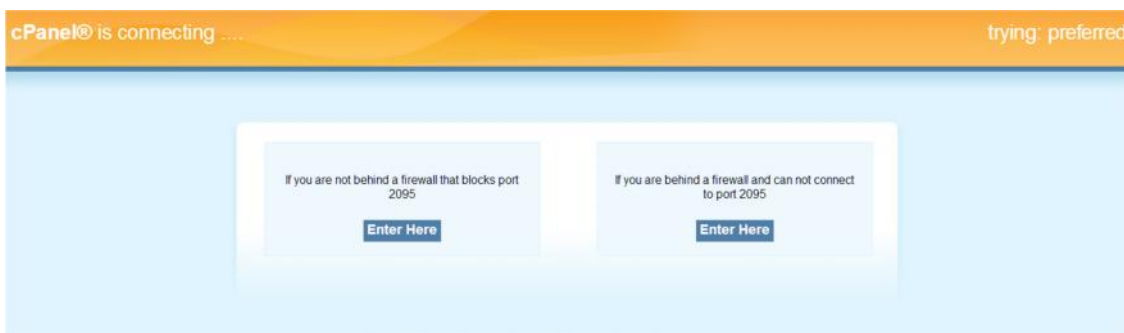 cPanel® is connecting ....
trying: preferred
If you are not behind a firewall that blocks port
2095
Enter Here
If you are behind a firewall and can not connect
to port 2095
Enter Here